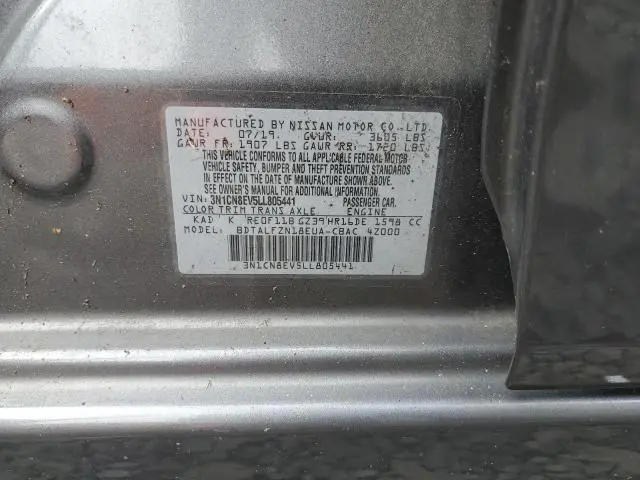 MANUFACTURED BY NISSAN MOTOR CO.,LTD.
DATE: 07/19. GVWR: 3605 LBS
GAWR FR: 1907 LBS GAWR RR: 1720 LBS.
THIS VEHICLE CONFORMS TO ALL APPLICABLE FEDERAL MOTOR
VEHICLE SAFETY, BUMPER AND THEFT PREVENTION STANDARDS
IN EFFECT ON THE DATE OF MANUFACTURE SHOWN ABOVE.
SEE OWNER'S MANUAL FOR ADDITIONAL INFORMATION.
VIN: 3N1CN8EV5LL805441 PASSENGER CAR.
COLOR TRIM TRANS AXLE ENGINE
KAD K RE0F11B GZ39 HR16DE 1598 CC
MODEL: BDTALFZN18EUA-CBAC 4Z000
3N1CN8EV5LL805441